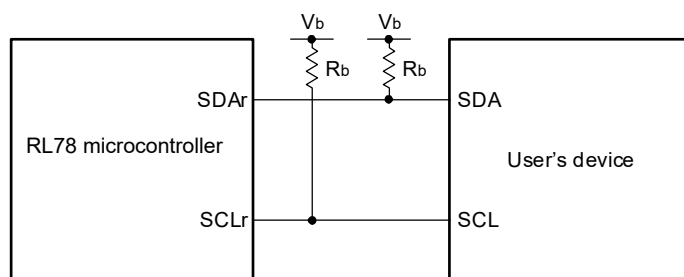 Vb Vb
Rb Rb
SDAr SDA
RL78 microcontroller
User’s device
SCLr SCL